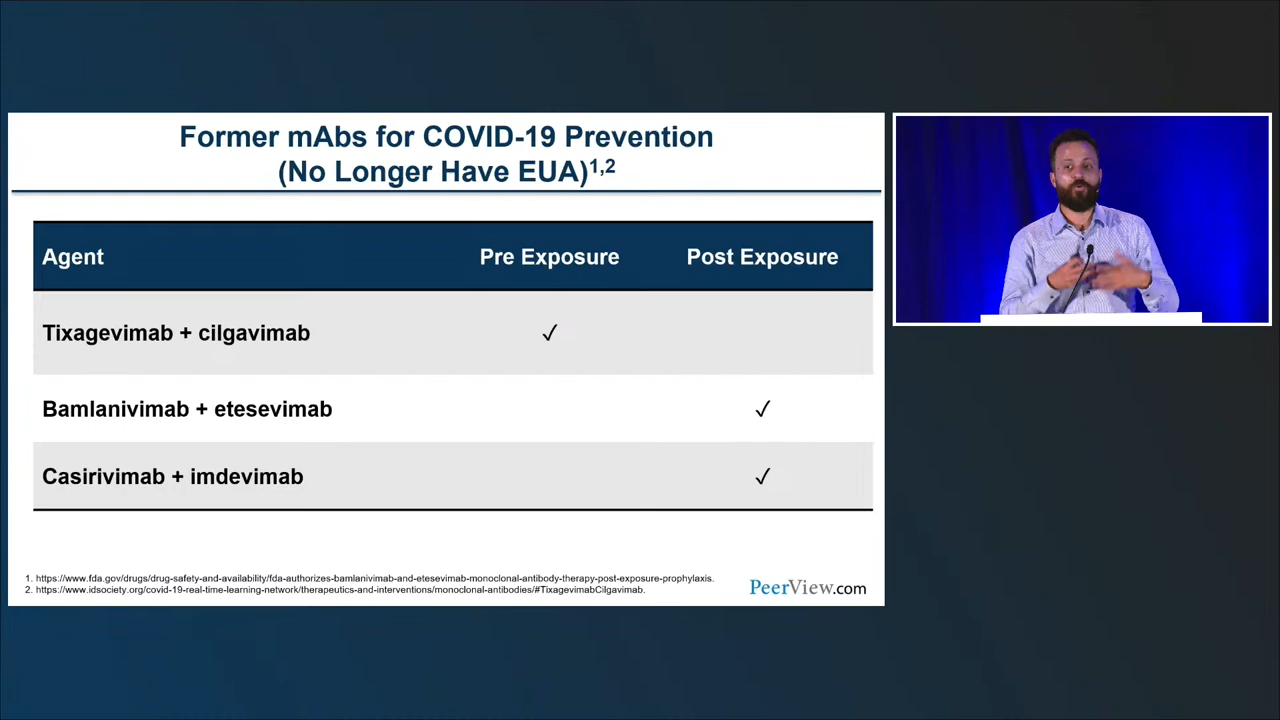 Former mAbs for COVID-19 Prevention
(No Longer Have EUA)1,2
Agent Pre Exposure Post Exposure
Tixagevimab + cilgavimab ✓
Bamlanivimab + etesevimab ✓
Casirivimab + imdevimab ✓
1. https://www.fda.gov/drugs/drug-safety-and-availability/fda-authorizes-bamlanivimab-and-etesevimab-monoclonal-antibody-therapy-post-exposure-prophylaxis.
2. https://www.idsociety.org/covid-19-real-time-learning-network/therapeutics-and-interventions/monoclonal-antibodies/#TixagevimabCilgavimab.
PeerView.com